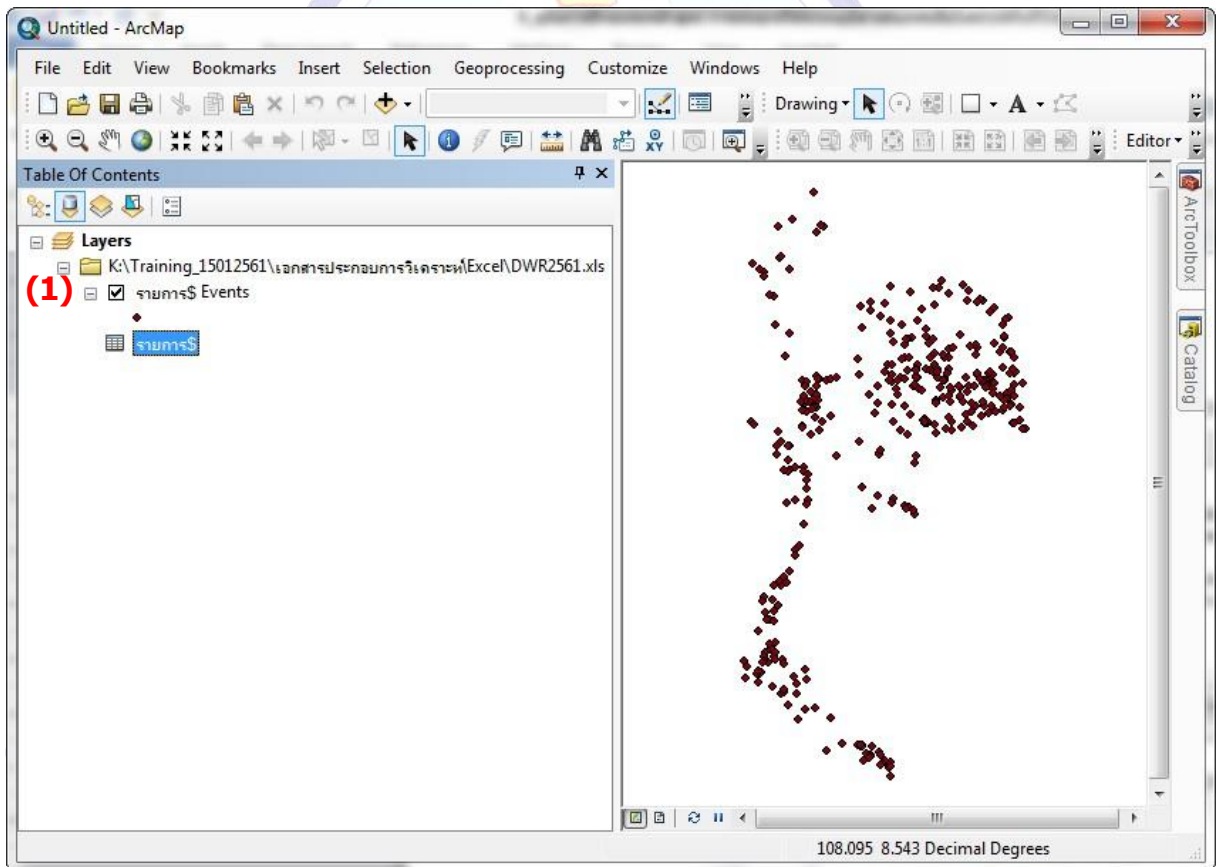 Untitled - ArcMap
File Edit View Bookmarks Insert Selection Geoprocessing Customize Windows Help
Drawing A
XY 1:1 Editor
Table Of Contents
Layers
K:\Training_15012561\เอกสารประกอบการวิเคราะห์\Excel\DWR2561.xls
(1) รายการ$ Events
รายการ$
ArcToolbox
Catalog
108.095 8.543 Decimal Degrees